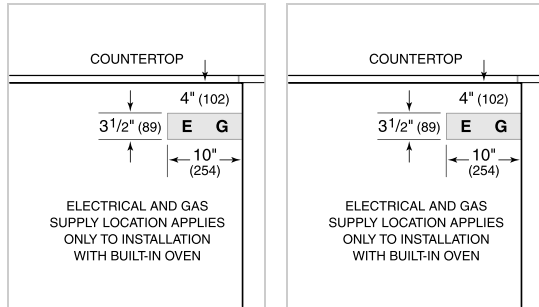 COUNTERTOP
4" (102)
3 1/2" (89)
E G
10"
(254)
ELECTRICAL AND GAS
SUPPLY LOCATION APPLIES
ONLY TO INSTALLATION
WITH BUILT-IN OVEN
COUNTERTOP
4" (102)
3 1/2" (89)
E G
10"
(254)
ELECTRICAL AND GAS
SUPPLY LOCATION APPLIES
ONLY TO INSTALLATION
WITH BUILT-IN OVEN